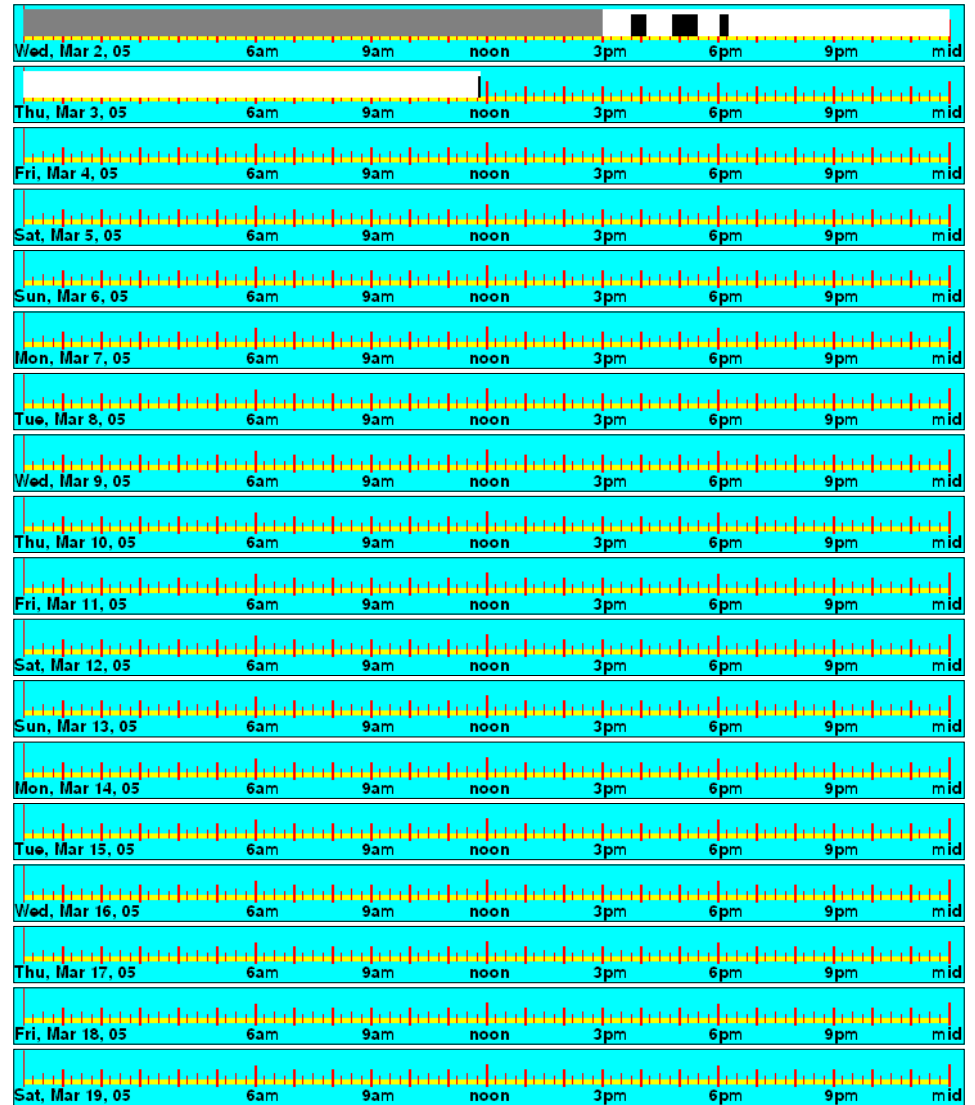 Wed, Mar 2, 05 6am 9am noon 3pm 6pm 9pm mid
Thu, Mar 3, 05 6am 9am noon 3pm 6pm 9pm mid
Fri, Mar 4, 05 6am 9am noon 3pm 6pm 9pm mid
Sat, Mar 5, 05 6am 9am noon 3pm 6pm 9pm mid
Sun, Mar 6, 05 6am 9am noon 3pm 6pm 9pm mid
Mon, Mar 7, 05 6am 9am noon 3pm 6pm 9pm mid
Tue, Mar 8, 05 6am 9am noon 3pm 6pm 9pm mid
Wed, Mar 9, 05 6am 9am noon 3pm 6pm 9pm mid
Thu, Mar 10, 05 6am 9am noon 3pm 6pm 9pm mid
Fri, Mar 11, 05 6am 9am noon 3pm 6pm 9pm mid
Sat, Mar 12, 05 6am 9am noon 3pm 6pm 9pm mid
Sun, Mar 13, 05 6am 9am noon 3pm 6pm 9pm mid
Mon, Mar 14, 05 6am 9am noon 3pm 6pm 9pm mid
Tue, Mar 15, 05 6am 9am noon 3pm 6pm 9pm mid
Wed, Mar 16, 05 6am 9am noon 3pm 6pm 9pm mid
Thu, Mar 17, 05 6am 9am noon 3pm 6pm 9pm mid
Fri, Mar 18, 05 6am 9am noon 3pm 6pm 9pm mid
Sat, Mar 19, 05 6am 9am noon 3pm 6pm 9pm mid